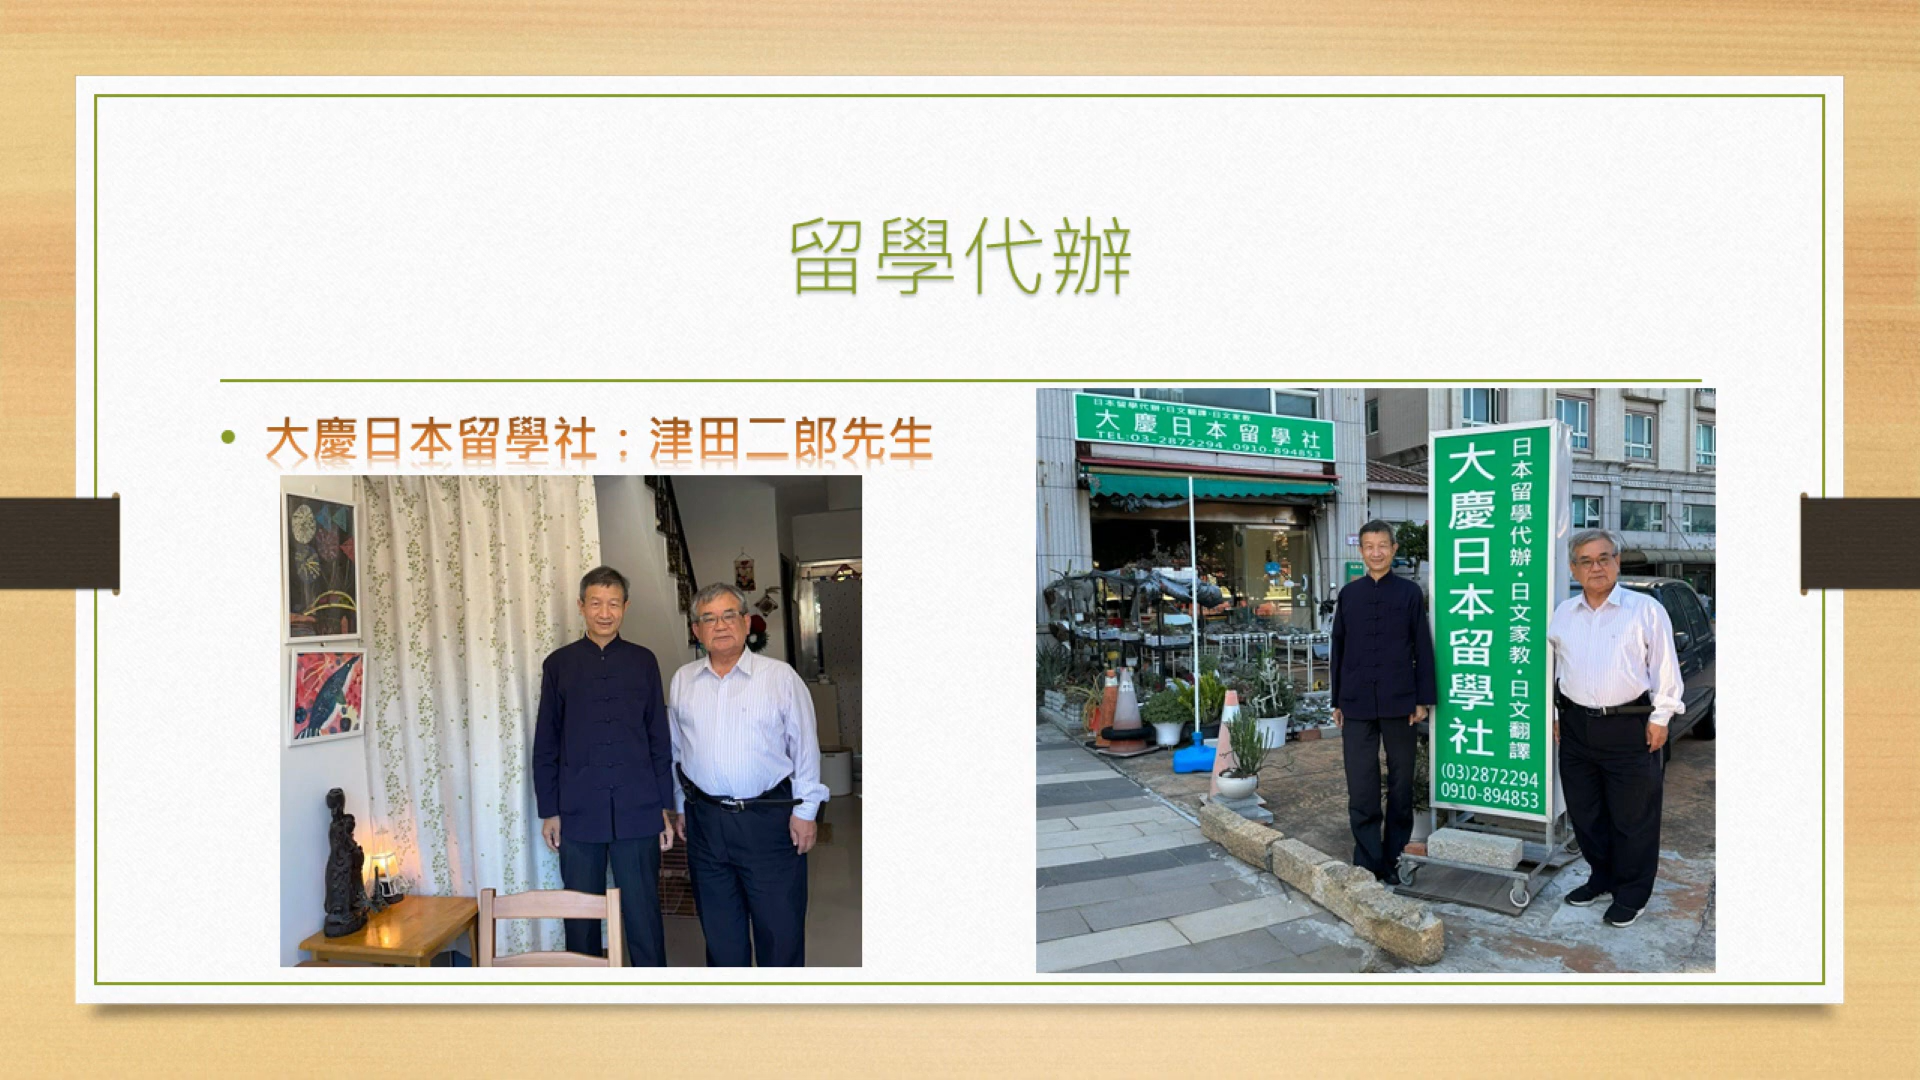 留學代辦
大慶日本留學社：津田二郎先生
日本留學代辦·日文翻譯·日文家教
大慶日本留學社
TEL:03-2872294 0910-894853
大慶日本留學社
日本留學代辦·日文家教·日文翻譯
(03)2872294
0910-894853